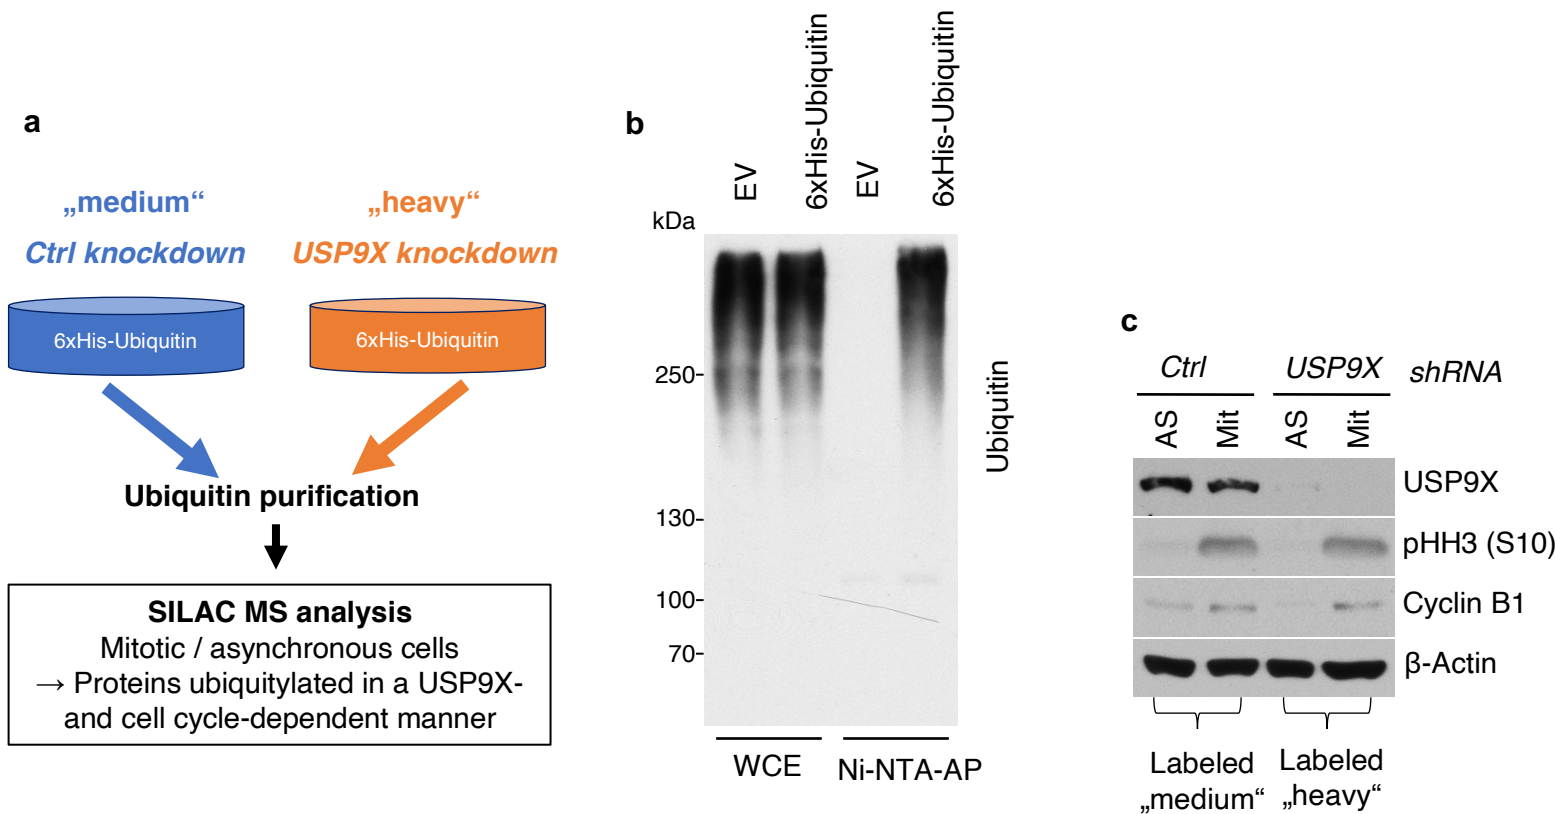 a
„medium“
„heavy“
Ctrl knockdown
USP9X knockdown
6xHis-Ubiquitin
6xHis-Ubiquitin
Ubiquitin purification
SILAC MS analysis
Mitotic / asynchronous cells
→ Proteins ubiquitylated in a USP9X-
and cell cycle-dependent manner
b
EV
6xHis-Ubiquitin
EV
6xHis-Ubiquitin
kDa
250-
130-
100-
70-
Ubiquitin
WCE
Ni-NTA-AP
c
Ctrl
USP9X
shRNA
AS
Mit
AS
Mit
USP9X
pHH3 (S10)
Cyclin B1
β-Actin
Labeled
„medium“
Labeled
„heavy“